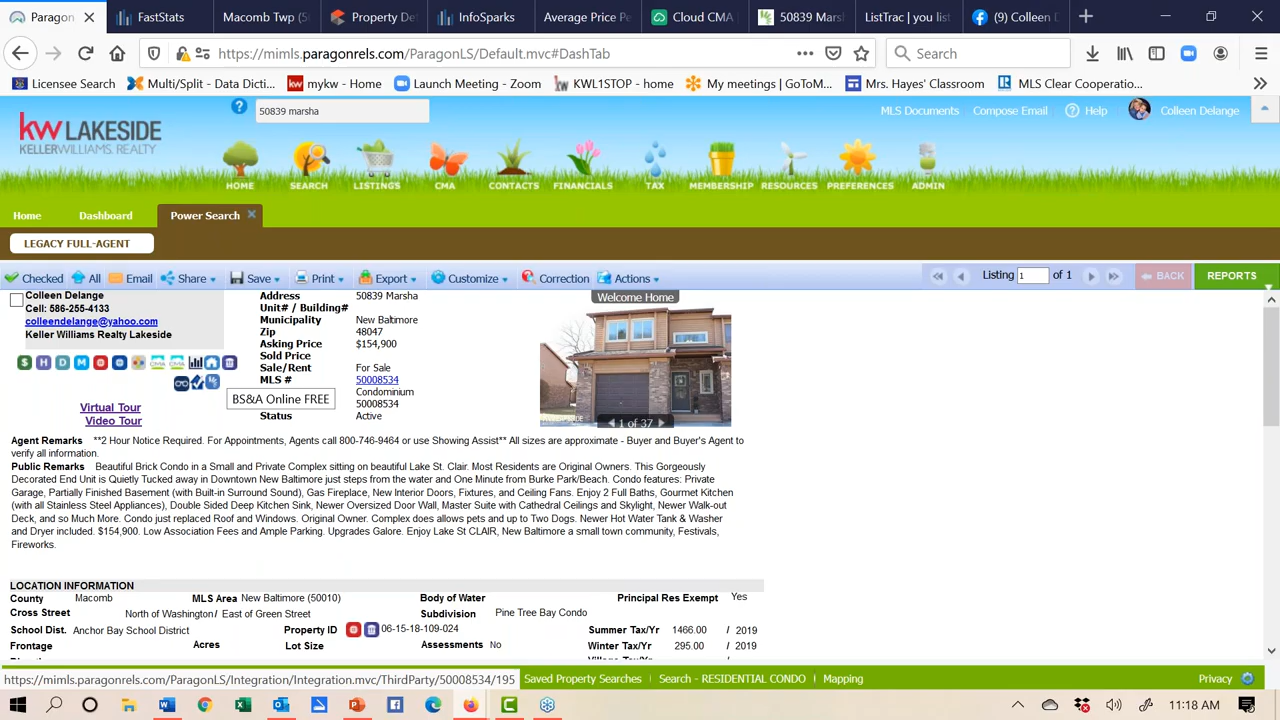 Paragon
FastStats
Macomb Twp (5
Property De
InfoSparks
Average Price Pe
Cloud CMA
50839 Marsh
ListTrac | you list
(9) Colleen D
https://mimls.paragonrels.com/ParagonLS/Default.mvc#DashTab
Search
Licensee Search
Multi/Split - Data Dicti...
mykw - Home
Launch Meeting - Zoom
KWL1STOP - home
My meetings | GoToM...
Mrs. Hayes' Classroom
MLS Clear Cooperatio...
50839 marsha
MLS Documents
Compose Email
Help
Colleen Delange
kw LAKESIDE
KELLERWILLIAMS. REALTY
HOME
SEARCH
LISTINGS
CMA
CONTACTS
FINANCIALS
TAX
MEMBERSHIP
RESOURCES
PREFERENCES
ADMIN
Home
Dashboard
Power Search
LEGACY FULL-AGENT
Checked
All
Email
Share
Save
Print
Export
Customize
Correction
Actions
Listing 1 of 1
BACK
REPORTS
Colleen Delange
Cell: 586-255-4133
colleendelange@yahoo.com
Keller Williams Realty Lakeside
Virtual Tour
Video Tour
BS&A Online FREE
Address 50839 Marsha
Unit# / Building#
Municipality New Baltimore
Zip 48047
Asking Price $154,900
Sold Price
Sale/Rent For Sale
MLS # 50008534
Condominium
50008534
Status Active
Welcome Home
1 of 37
Agent Remarks **2 Hour Notice Required. For Appointments, Agents call 800-746-9464 or use Showing Assist** All sizes are approximate - Buyer and Buyer's Agent to
verify all information.
Public Remarks Beautiful Brick Condo in a Small and Private Complex sitting on beautiful Lake St. Clair. Most Residents are Original Owners. This Gorgeously
Decorated End Unit is Quietly Tucked away in Downtown New Baltimore just steps from the water and One Minute from Burke Park/Beach. Condo features: Private
Garage, Partially Finished Basement (with Built-in Surround Sound), Gas Fireplace, New Interior Doors, Fixtures, and Ceiling Fans. Enjoy 2 Full Baths, Gourmet Kitchen
(with all Stainless Steel Appliances), Double Sided Deep Kitchen Sink, Newer Oversized Door Wall, Master Suite with Cathedral Ceilings and Skylight, Newer Walk-out
Deck, and so Much More. Condo just replaced Roof and Windows. Original Owner. Complex does allows pets and up to Two Dogs. Newer Hot Water Tank & Washer
and Dryer included. $154,900. Low Association Fees and Ample Parking. Upgrades Galore. Enjoy Lake St CLAIR, New Baltimore a small town community, Festivals,
Fireworks.
LOCATION INFORMATION
County Macomb MLS Area New Baltimore (50010) Body of Water Principal Res Exempt Yes
Cross Street North of Washington / East of Green Street Subdivision Pine Tree Bay Condo
School Dist. Anchor Bay School District Property ID 06-15-18-109-024 Summer Tax/Yr 1466.00 / 2019
Frontage Acres Lot Size Assessments No Winter Tax/Yr 295.00 / 2019
https://mimls.paragonrels.com/ParagonLS/Integration/Integration.mvc/ThirdParty/50008534/195
Saved Property Searches
Search - RESIDENTIAL CONDO
Mapping
Privacy
11:18 AM